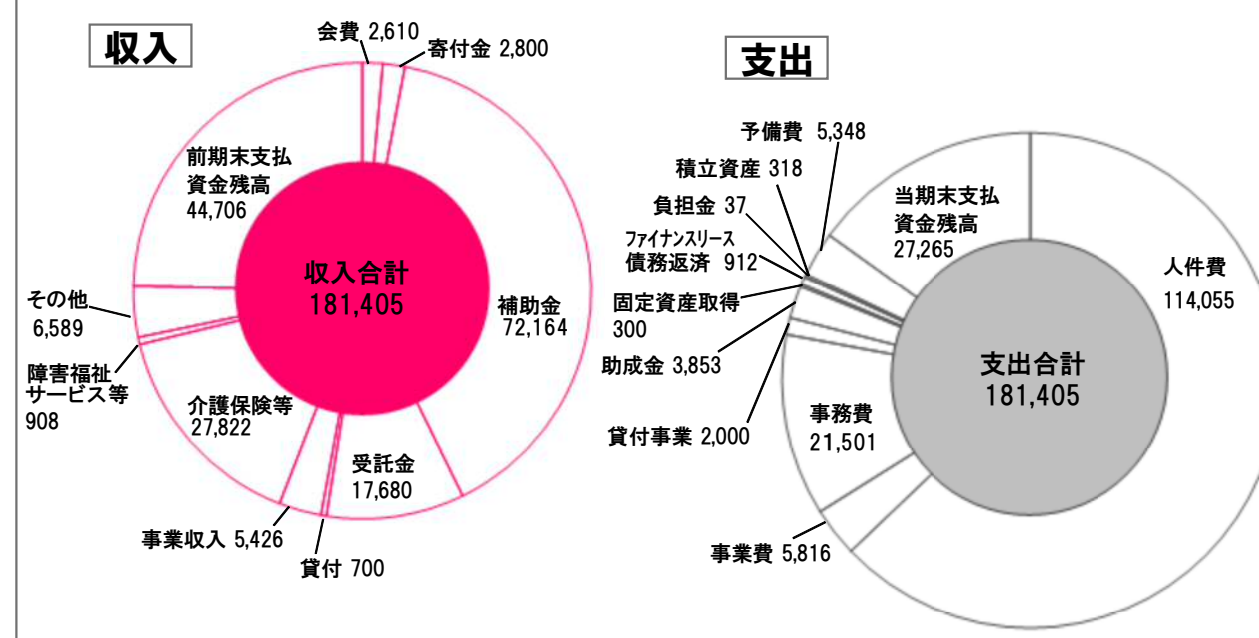 収入
会費 2,610
寄付金 2,800
補助金
72,164
受託金
17,680
貸付 700
事業収入 5,426
介護保険等
27,822
障害福祉
サービス等
908
その他
6,589
前期末支払
資金残高
44,706
収入合計
181,405
支出
人件費
114,055
事業費 5,816
事務費
21,501
貸付事業 2,000
助成金 3,853
固定資産取得
300
ファイナンスリース
債務返済 912
負担金 37
積立資産 318
予備費 5,348
当期末支払
資金残高
27,265
支出合計
181,405